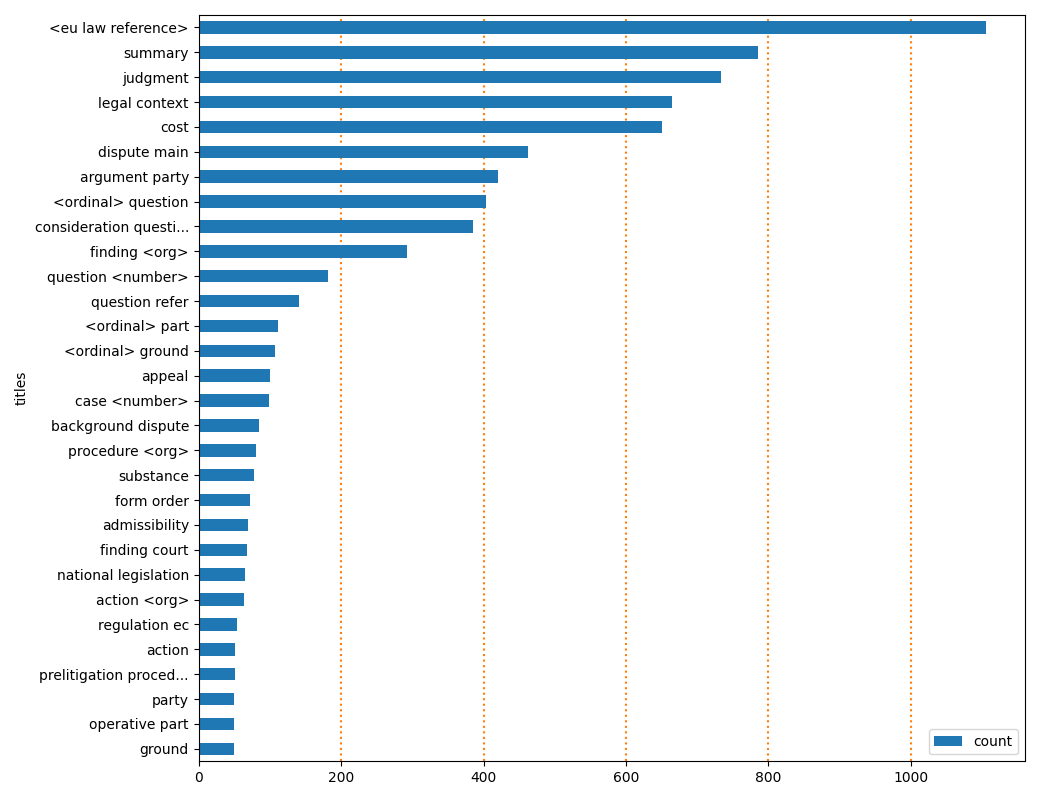 <eu law reference>
summary
judgment
legal context
cost
dispute main
argument party
<ordinal> question
consideration questi...
finding <org>
question <number>
question refer
<ordinal> part
<ordinal> ground
appeal
case <number>
background dispute
procedure <org>
substance
form order
admissibility
finding court
national legislation
action <org>
regulation ec
action
prelitigation proced...
party
operative part
ground
titles
count
0 200 400 600 800 1000